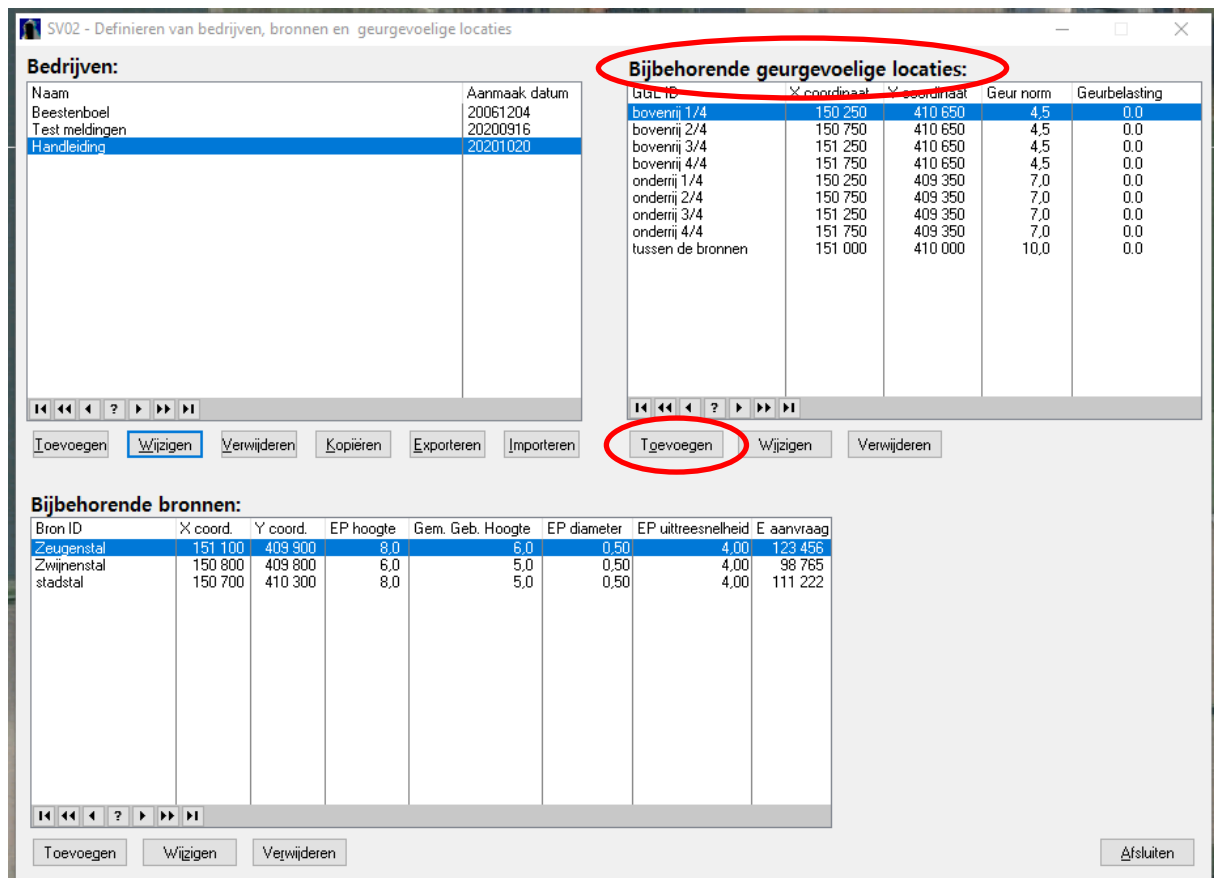 SV02 - Definieren van bedrijven, bronnen en geurgevoelige locaties
Bedrijven:
Naam Aanmaak datum
Beestenboel 20061204
Test meldingen 20200916
Handleiding 20201020
?
Toevoegen Wijzigen Verwijderen Kopiëren Exporteren Importeren
Bijbehorende geurgevoelige locaties:
GGL ID X coordinaat Y coordinaat Geur norm Geurbelasting
bovenrij 1/4 150 250 410 650 4,5 0.0
bovenrij 2/4 150 750 410 650 4,5 0.0
bovenrij 3/4 151 250 410 650 4,5 0.0
bovenrij 4/4 151 750 410 650 4,5 0.0
onderrij 1/4 150 250 409 350 7,0 0.0
onderrij 2/4 150 750 409 350 7,0 0.0
onderrij 3/4 151 250 409 350 7,0 0.0
onderrij 4/4 151 750 409 350 7,0 0.0
tussen de bronnen 151 000 410 000 10,0 0.0
?
Toevoegen Wijzigen Verwijderen
Bijbehorende bronnen:
Bron ID X coord. Y coord. EP hoogte Gem. Geb. Hoogte EP diameter EP uittreesnelheid E aanvraag
Zeugenstal 151 100 409 900 8,0 6,0 0,50 4,00 123 456
Zwijnenstal 150 800 409 800 6,0 5,0 0,50 4,00 98 765
stadstal 150 700 410 300 8,0 5,0 0,50 4,00 111 222
?
Toevoegen Wijzigen Verwijderen
Afsluiten